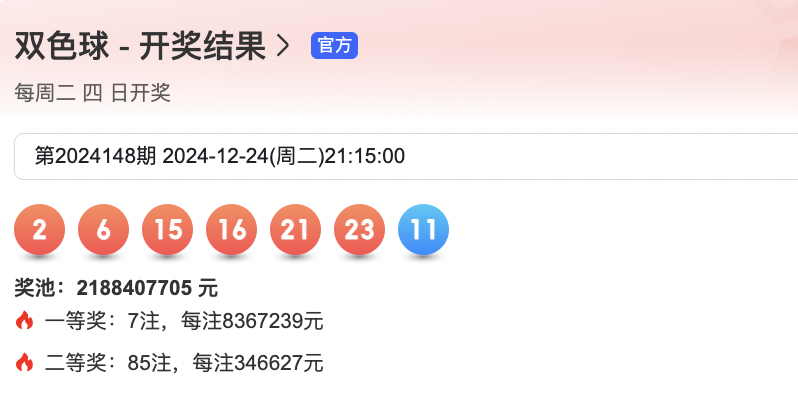 双色球 - 开奖结果 官方
每周二 四 日开奖
第2024148期 2024-12-24(周二)21:15:00
2 6 15 16 21 23 11
奖池：2188407705 元
一等奖：7注，每注8367239元
二等奖：85注，每注346627元